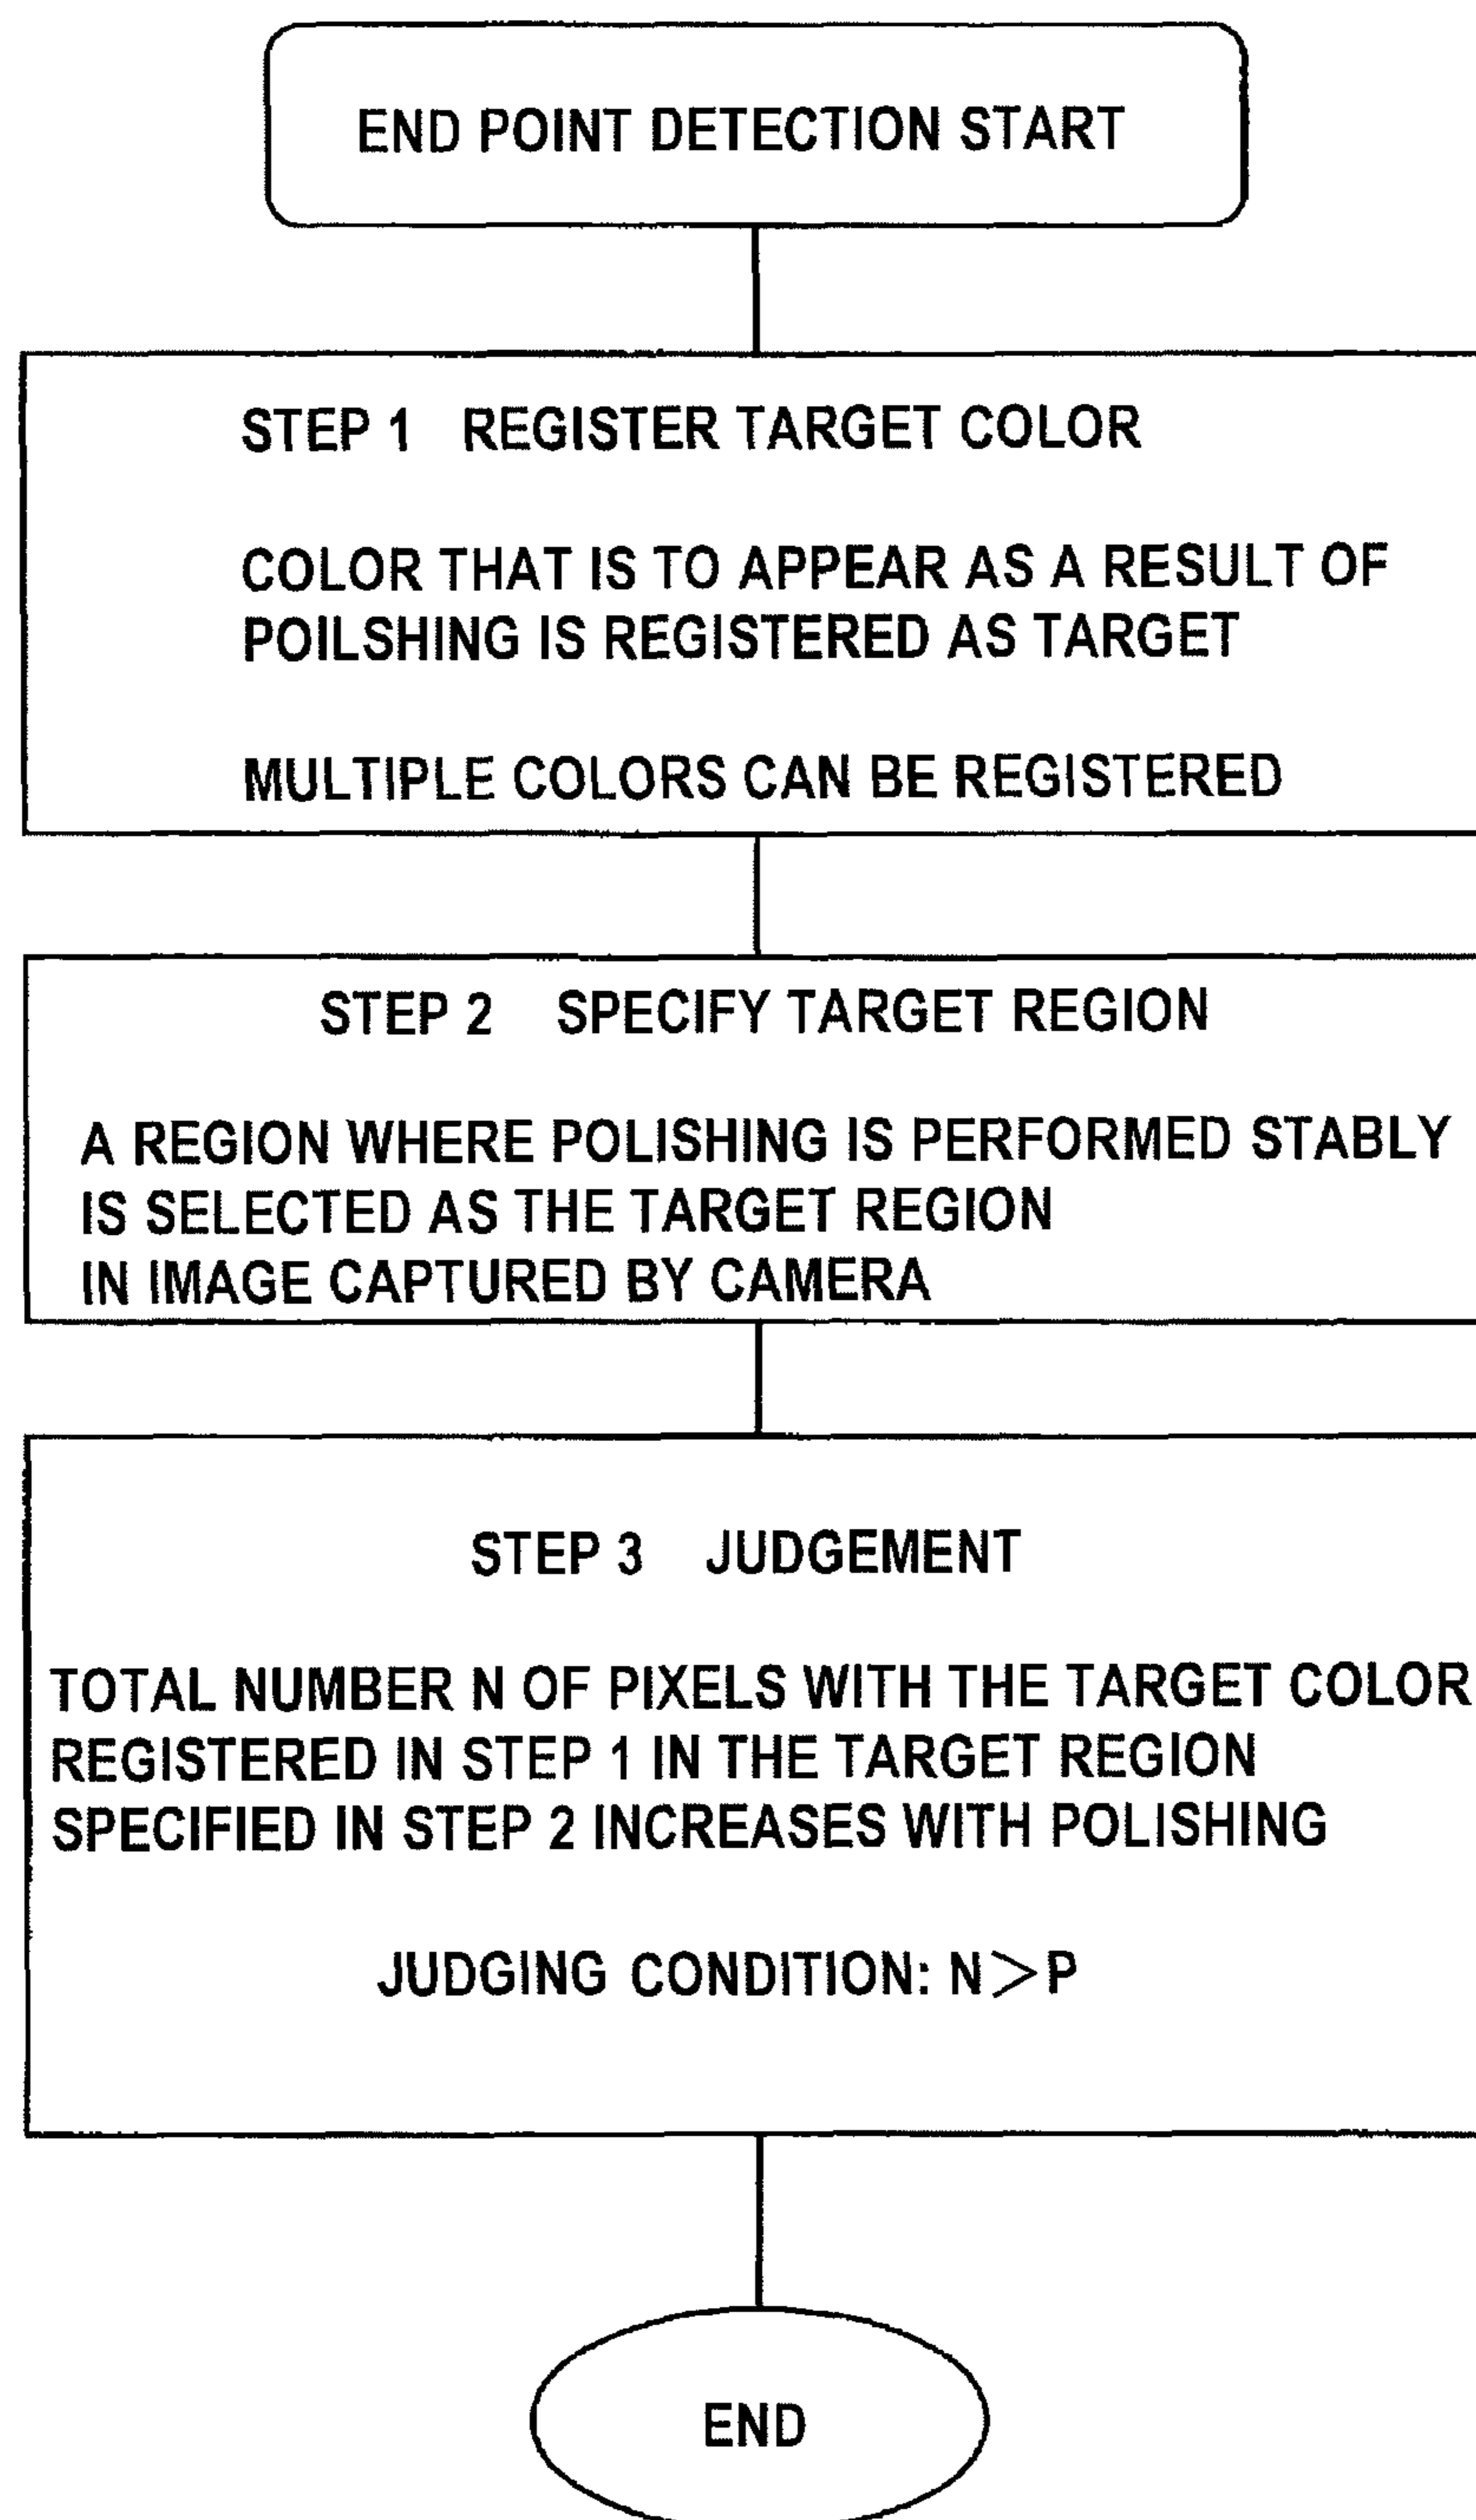 END POINT DETECTION START
STEP 1 REGISTER TARGET COLOR
COLOR THAT IS TO APPEAR AS A RESULT OF
POILSHING IS REGISTERED AS TARGET
MULTIPLE COLORS CAN BE REGISTERED
STEP 2 SPECIFY TARGET REGION
A REGION WHERE POLISHING IS PERFORMED STABLY
IS SELECTED AS THE TARGET REGION
IN IMAGE CAPTURED BY CAMERA
STEP 3 JUDGEMENT
TOTAL NUMBER N OF PIXELS WITH THE TARGET COLOR
REGISTERED IN STEP 1 IN THE TARGET REGION
SPECIFIED IN STEP 2 INCREASES WITH POLISHING
JUDGING CONDITION: N>P
END